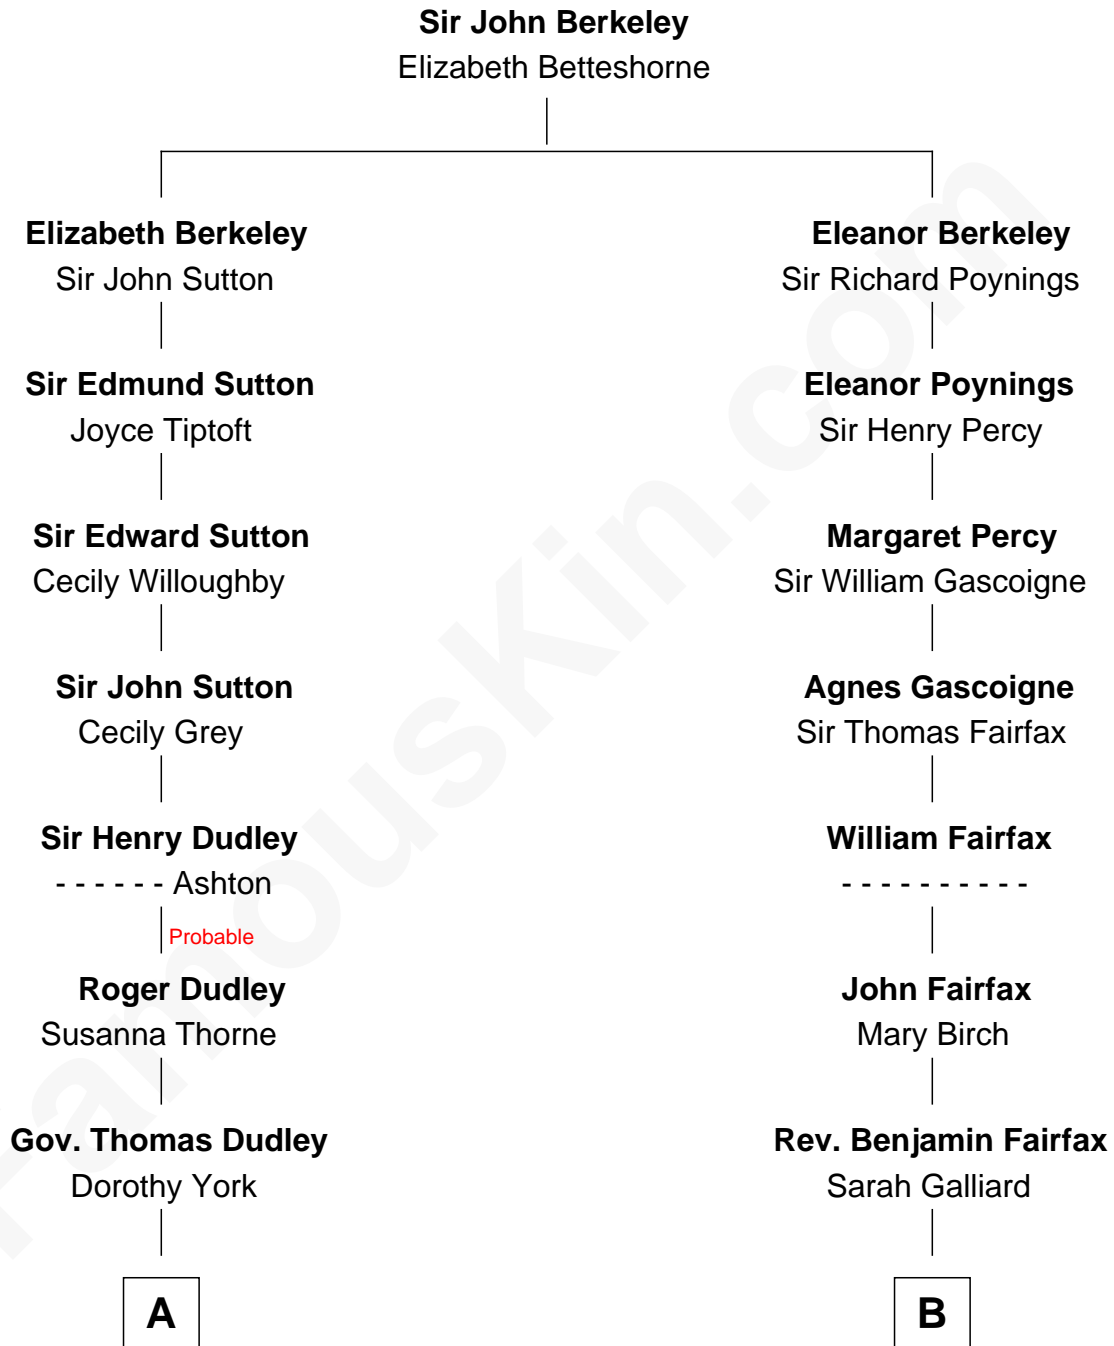 Sir John Berkeley
Elizabeth Betteshorne
Elizabeth Berkeley
Sir John Sutton
Eleanor Berkeley
Sir Richard Poynings
Sir Edmund Sutton
Joyce Tiptoft
Eleanor Poynings
Sir Henry Percy
Sir Edward Sutton
Cecily Willoughby
Margaret Percy
Sir William Gascoigne
Sir John Sutton
Cecily Grey
Agnes Gascoigne
Sir Thomas Fairfax
Sir Henry Dudley
- - - - - - Ashton
William Fairfax
- - - - - - - - - -
Probable
Roger Dudley
Susanna Thorne
John Fairfax
Mary Birch
Gov. Thomas Dudley
Dorothy York
Rev. Benjamin Fairfax
Sarah Galliard
A
B
FamousKin.com